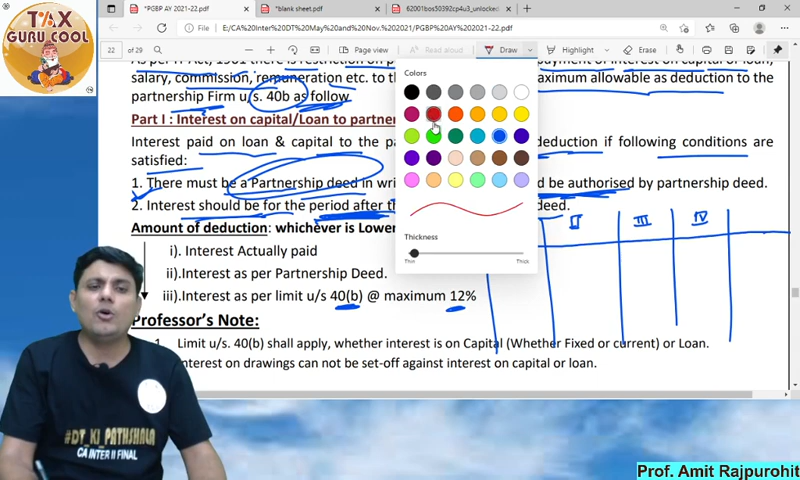 TAX
GURU COOL
*PGBP AY 2021-22.pdf
*blank sheet.pdf
62001bos50392cp4u3_unlocked
File
E:/CA%20Inter%20DT%20May%20and%20Nov.%202021/PGBP%20AY%202021-22.pdf
22 of 29
Page view
Read aloud
Draw
Highlight
Erase
As per IT Act, 1961 there is restriction on p payment of interest on capital or loan,
salary, commission, remuneration etc. to th maximum allowable as deduction to the
partnership Firm u/s. 40b as follow
Part I : Interest on capital/Loan to partner
Interest paid on loan & capital to the pa deduction if following conditions are
satisfied:
1. There must be a Partnership deed in wri d be authorised by partnership deed.
2. Interest should be for the period after th deed.
Amount of deduction: whichever is Lower
i). Interest Actually paid
ii).Interest as per Partnership Deed.
iii).Interest as per limit u/s 40(b) @ maximum 12%
II III IV
Professor's Note:
1. Limit u/s. 40(b) shall apply, whether interest is on Capital (Whether Fixed or current) or Loan.
Interest on drawings can not be set-off against interest on capital or loan.
Colors
Thickness
Thin Thick
#DT_KI_PATHSHALA
CA INTER II FINAL
Prof. Amit Rajpurohit